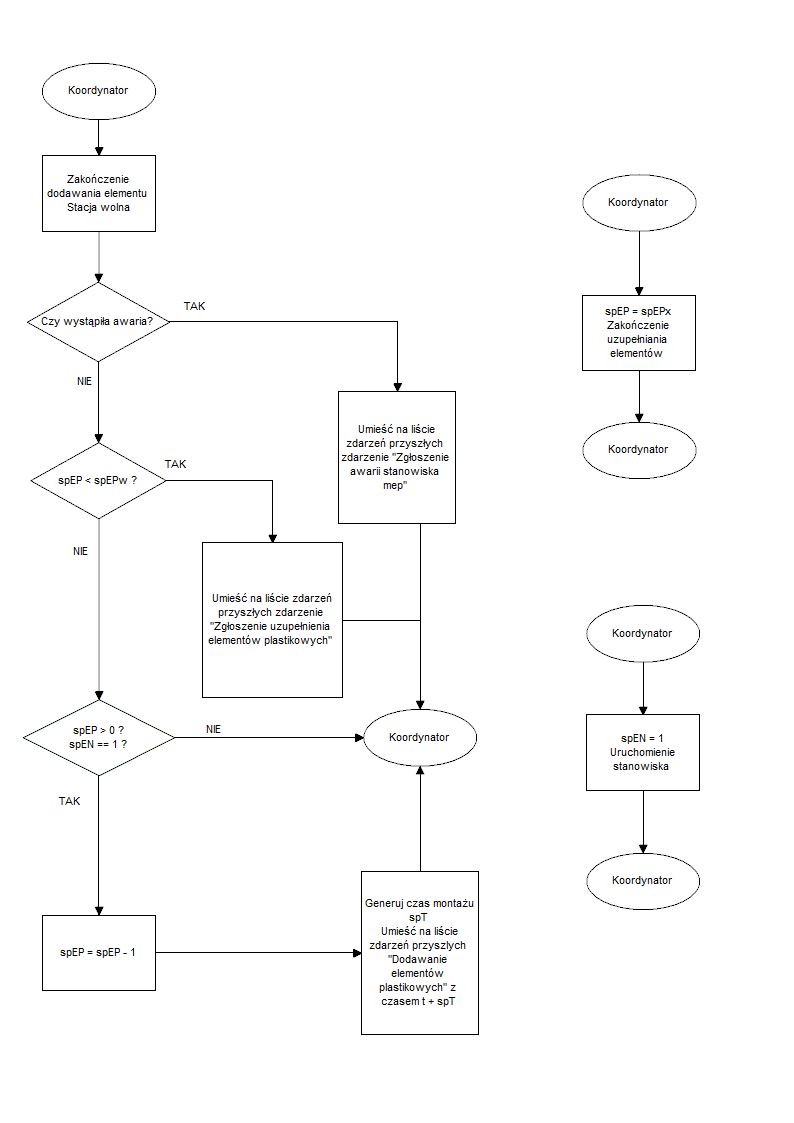 Koordynator
Zakończenie
dodawania elementu
Stacja wolna
Czy wystąpiła awaria?
TAK
NIE
Umieść na liście
zdarzeń przyszłych
zdarzenie "Zgłoszenie
awarii stanowiska
mep"
spEP < spEPw ?
TAK
NIE
Umieść na liście zdarzeń
przyszłych zdarzenie
"Zgłoszenie uzupełnienia
elementów plastikowych"
spEP > 0 ?
spEN == 1 ?
NIE
Koordynator
TAK
spEP = spEP - 1
Generuj czas montażu
spT
Umieść na liście
zdarzeń przyszlych
"Dodawanie
elementów
plastikowych" z
czasem t + spT
Koordynator
spEP = spEPx
Zakończenie
uzupełniania
elementów
Koordynator
Koordynator
spEN = 1
Uruchomienie
stanowiska
Koordynator